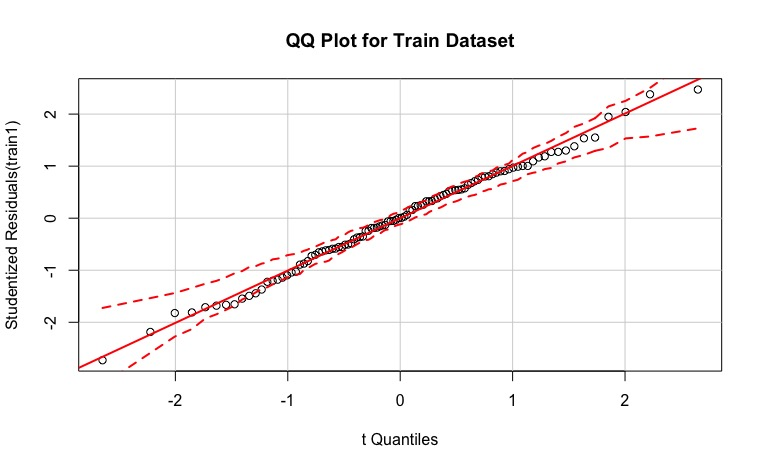 QQ Plot for Train Dataset
Studentized Residuals(train1)
2
1
0
-1
-2
-2 -1 0 1 2
t Quantiles